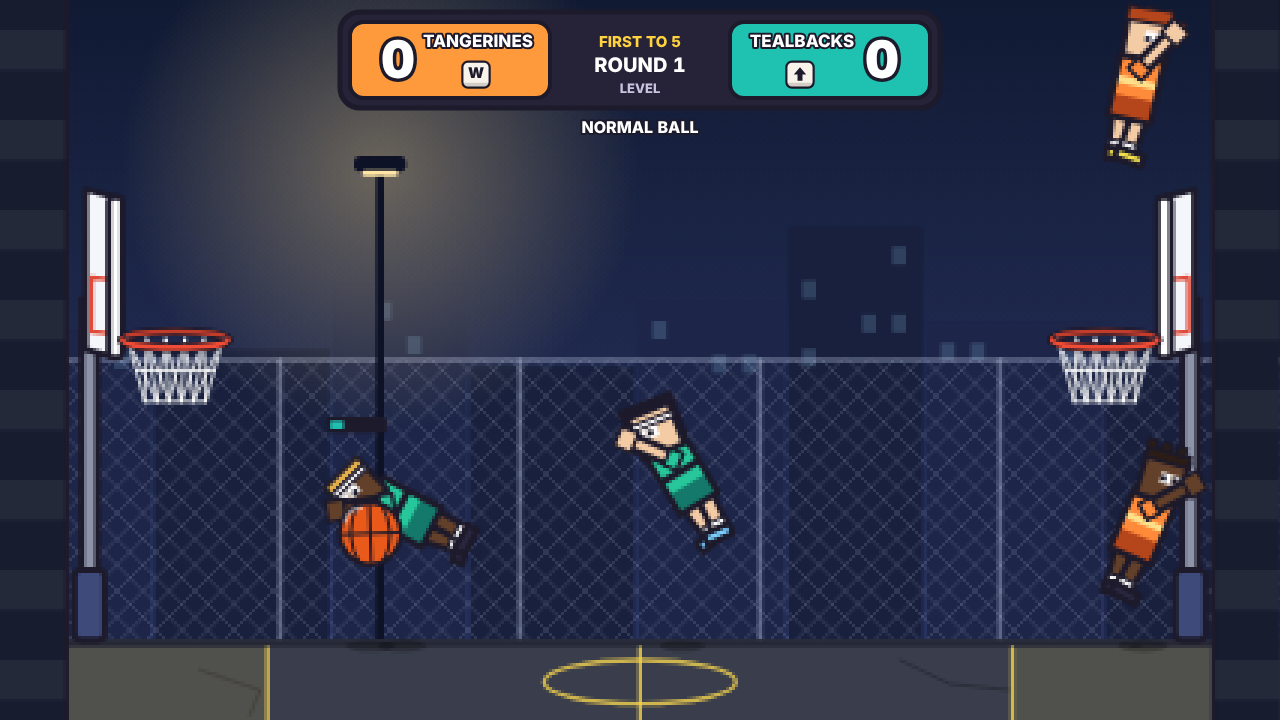 0 TANGERINES
W
FIRST TO 5
ROUND 1
LEVEL
TEALBACKS 0
⬆
NORMAL BALL